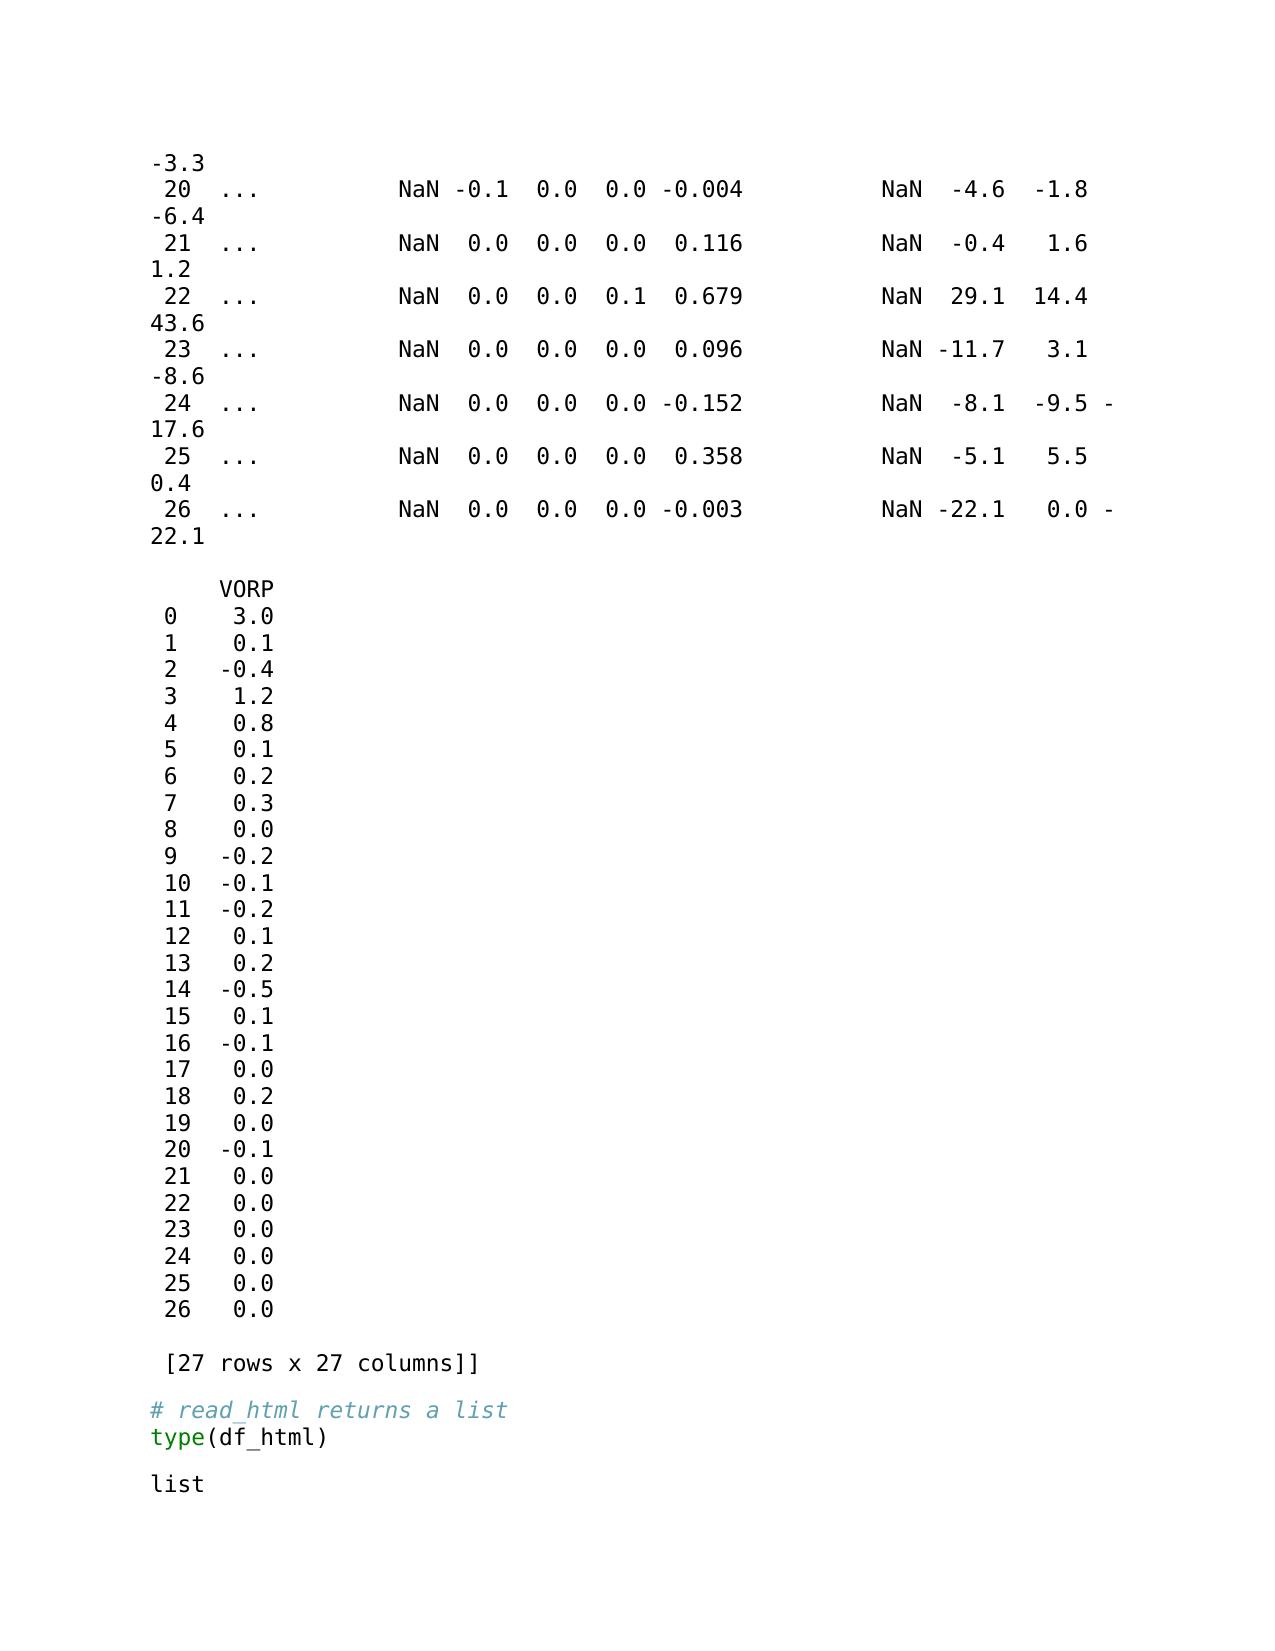 -3.3
 20  ...          NaN -0.1  0.0  0.0 -0.004          NaN  -4.6  -1.8
-6.4
 21  ...          NaN  0.0  0.0  0.0  0.116          NaN  -0.4   1.6
1.2
 22  ...          NaN  0.0  0.0  0.1  0.679          NaN  29.1  14.4
43.6
 23  ...          NaN  0.0  0.0  0.0  0.096          NaN -11.7   3.1
-8.6
 24  ...          NaN  0.0  0.0  0.0 -0.152          NaN  -8.1  -9.5 -
17.6
 25  ...          NaN  0.0  0.0  0.0  0.358          NaN  -5.1   5.5
0.4
 26  ...          NaN  0.0  0.0  0.0 -0.003          NaN -22.1   0.0 -
22.1

     VORP
 0    3.0
 1    0.1
 2   -0.4
 3    1.2
 4    0.8
 5    0.1
 6    0.2
 7    0.3
 8    0.0
 9   -0.2
 10  -0.1
 11  -0.2
 12   0.1
 13   0.2
 14  -0.5
 15   0.1
 16  -0.1
 17   0.0
 18   0.2
 19   0.0
 20  -0.1
 21   0.0
 22   0.0
 23   0.0
 24   0.0
 25   0.0
 26   0.0

 [27 rows x 27 columns]]

# read_html returns a list
type(df_html)

list